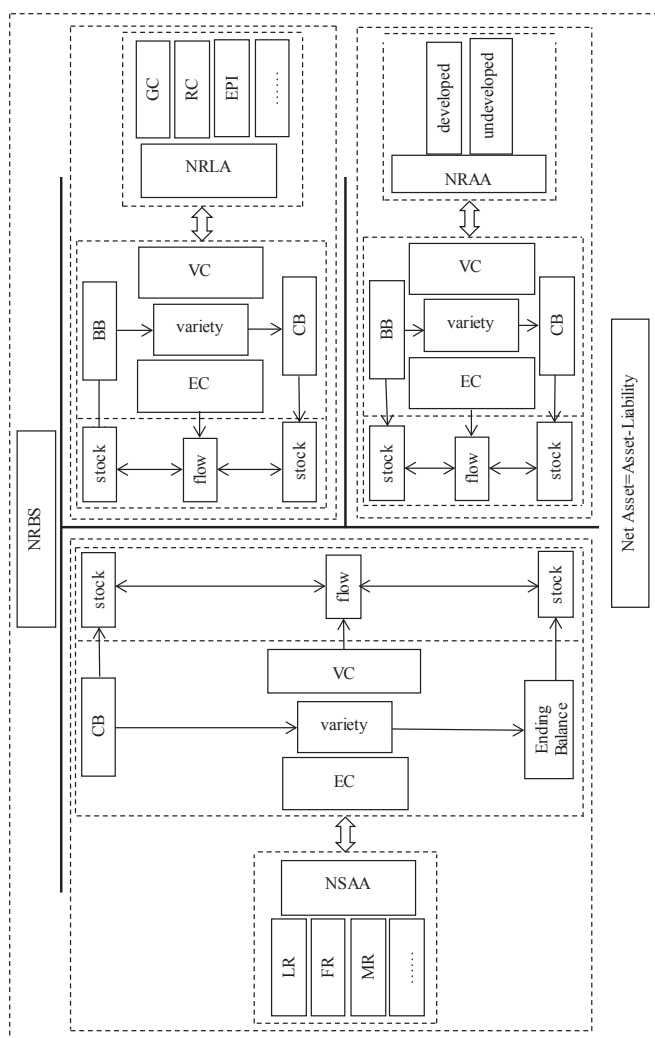 GC
RC
EPI
......
NRLA
VC
BB
variety
CB
EC
stock
flow
stock
developed
undeveloped
NRAA
VC
BB
variety
CB
EC
stock
flow
stock
NRBS
Net Asset=Asset-Liability
stock
flow
stock
VC
CB
variety
Ending
Balance
EC
NSAA
LR
FR
MR
......